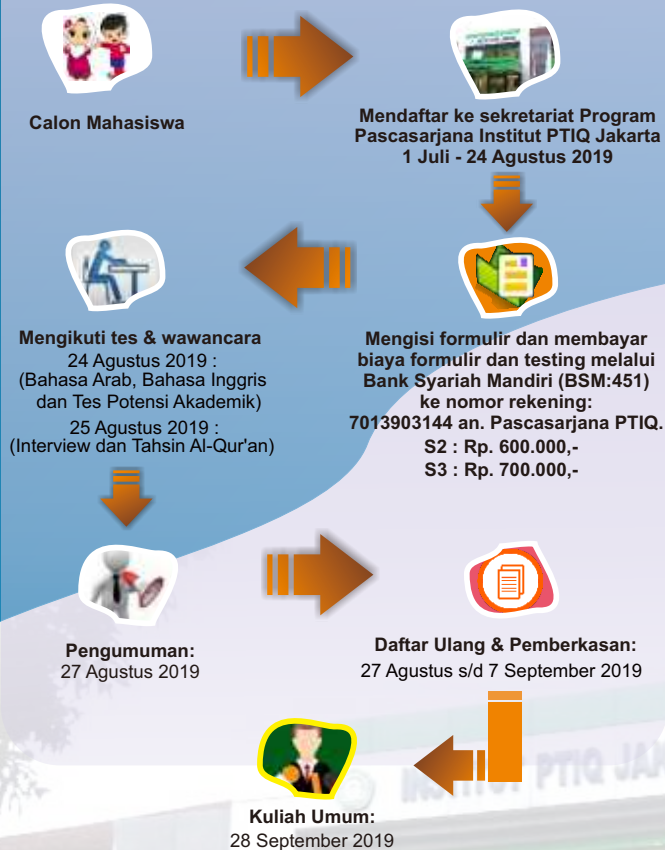 Calon Mahasiswa
Mendaftar ke sekretariat Program
Pascasarjana Institut PTIQ Jakarta
1 Juli - 24 Agustus 2019
Mengisi formulir dan membayar
biaya formulir dan testing melalui
Bank Syariah Mandiri (BSM:451)
ke nomor rekening:
7013903144 an. Pascasarjana PTIQ.
S2 : Rp. 600.000,-
S3 : Rp. 700.000,-
Mengikuti tes & wawancara
24 Agustus 2019 :
(Bahasa Arab, Bahasa Inggris
dan Tes Potensi Akademik)
25 Agustus 2019 :
(Interview dan Tahsin Al-Qur'an)
Pengumuman:
27 Agustus 2019
Daftar Ulang & Pemberkasan:
27 Agustus s/d 7 September 2019
Kuliah Umum:
28 September 2019
INSTITUT PTIQ JAK